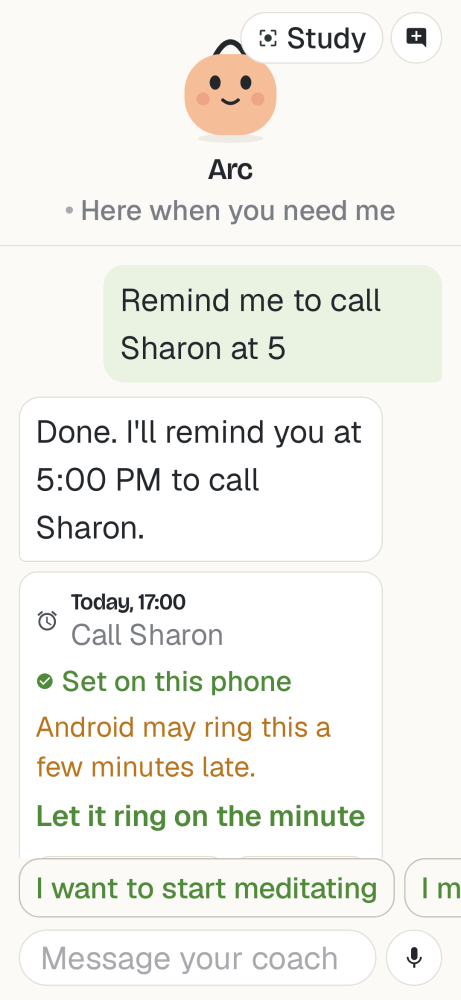 Study
Arc
• Here when you need me
Remind me to call
Sharon at 5
Done. I'll remind you at
5:00 PM to call
Sharon.
Today, 17:00
Call Sharon
Set on this phone
Android may ring this a
few minutes late.
Let it ring on the minute
I want to start meditating
I m
Message your coach